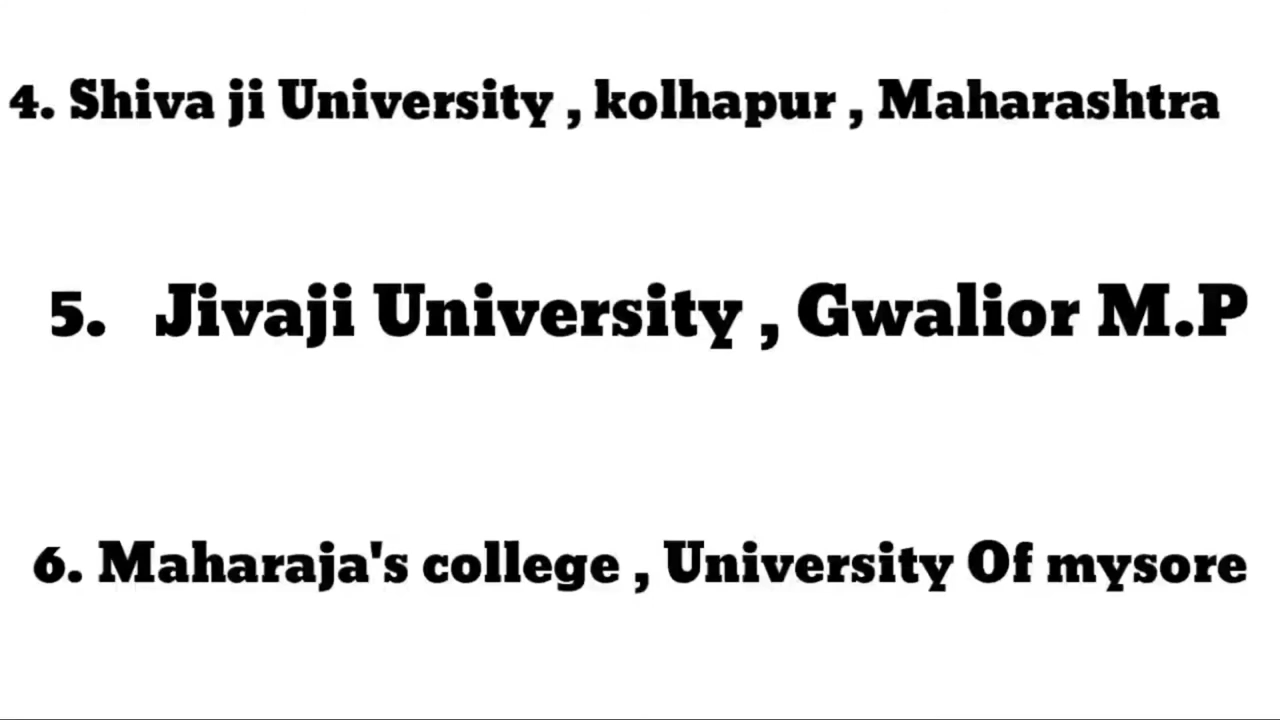 4. Shiva ji University , kolhapur , Maharashtra
5. Jivaji University , Gwalior M.P
6. Maharaja's college , University Of mysore